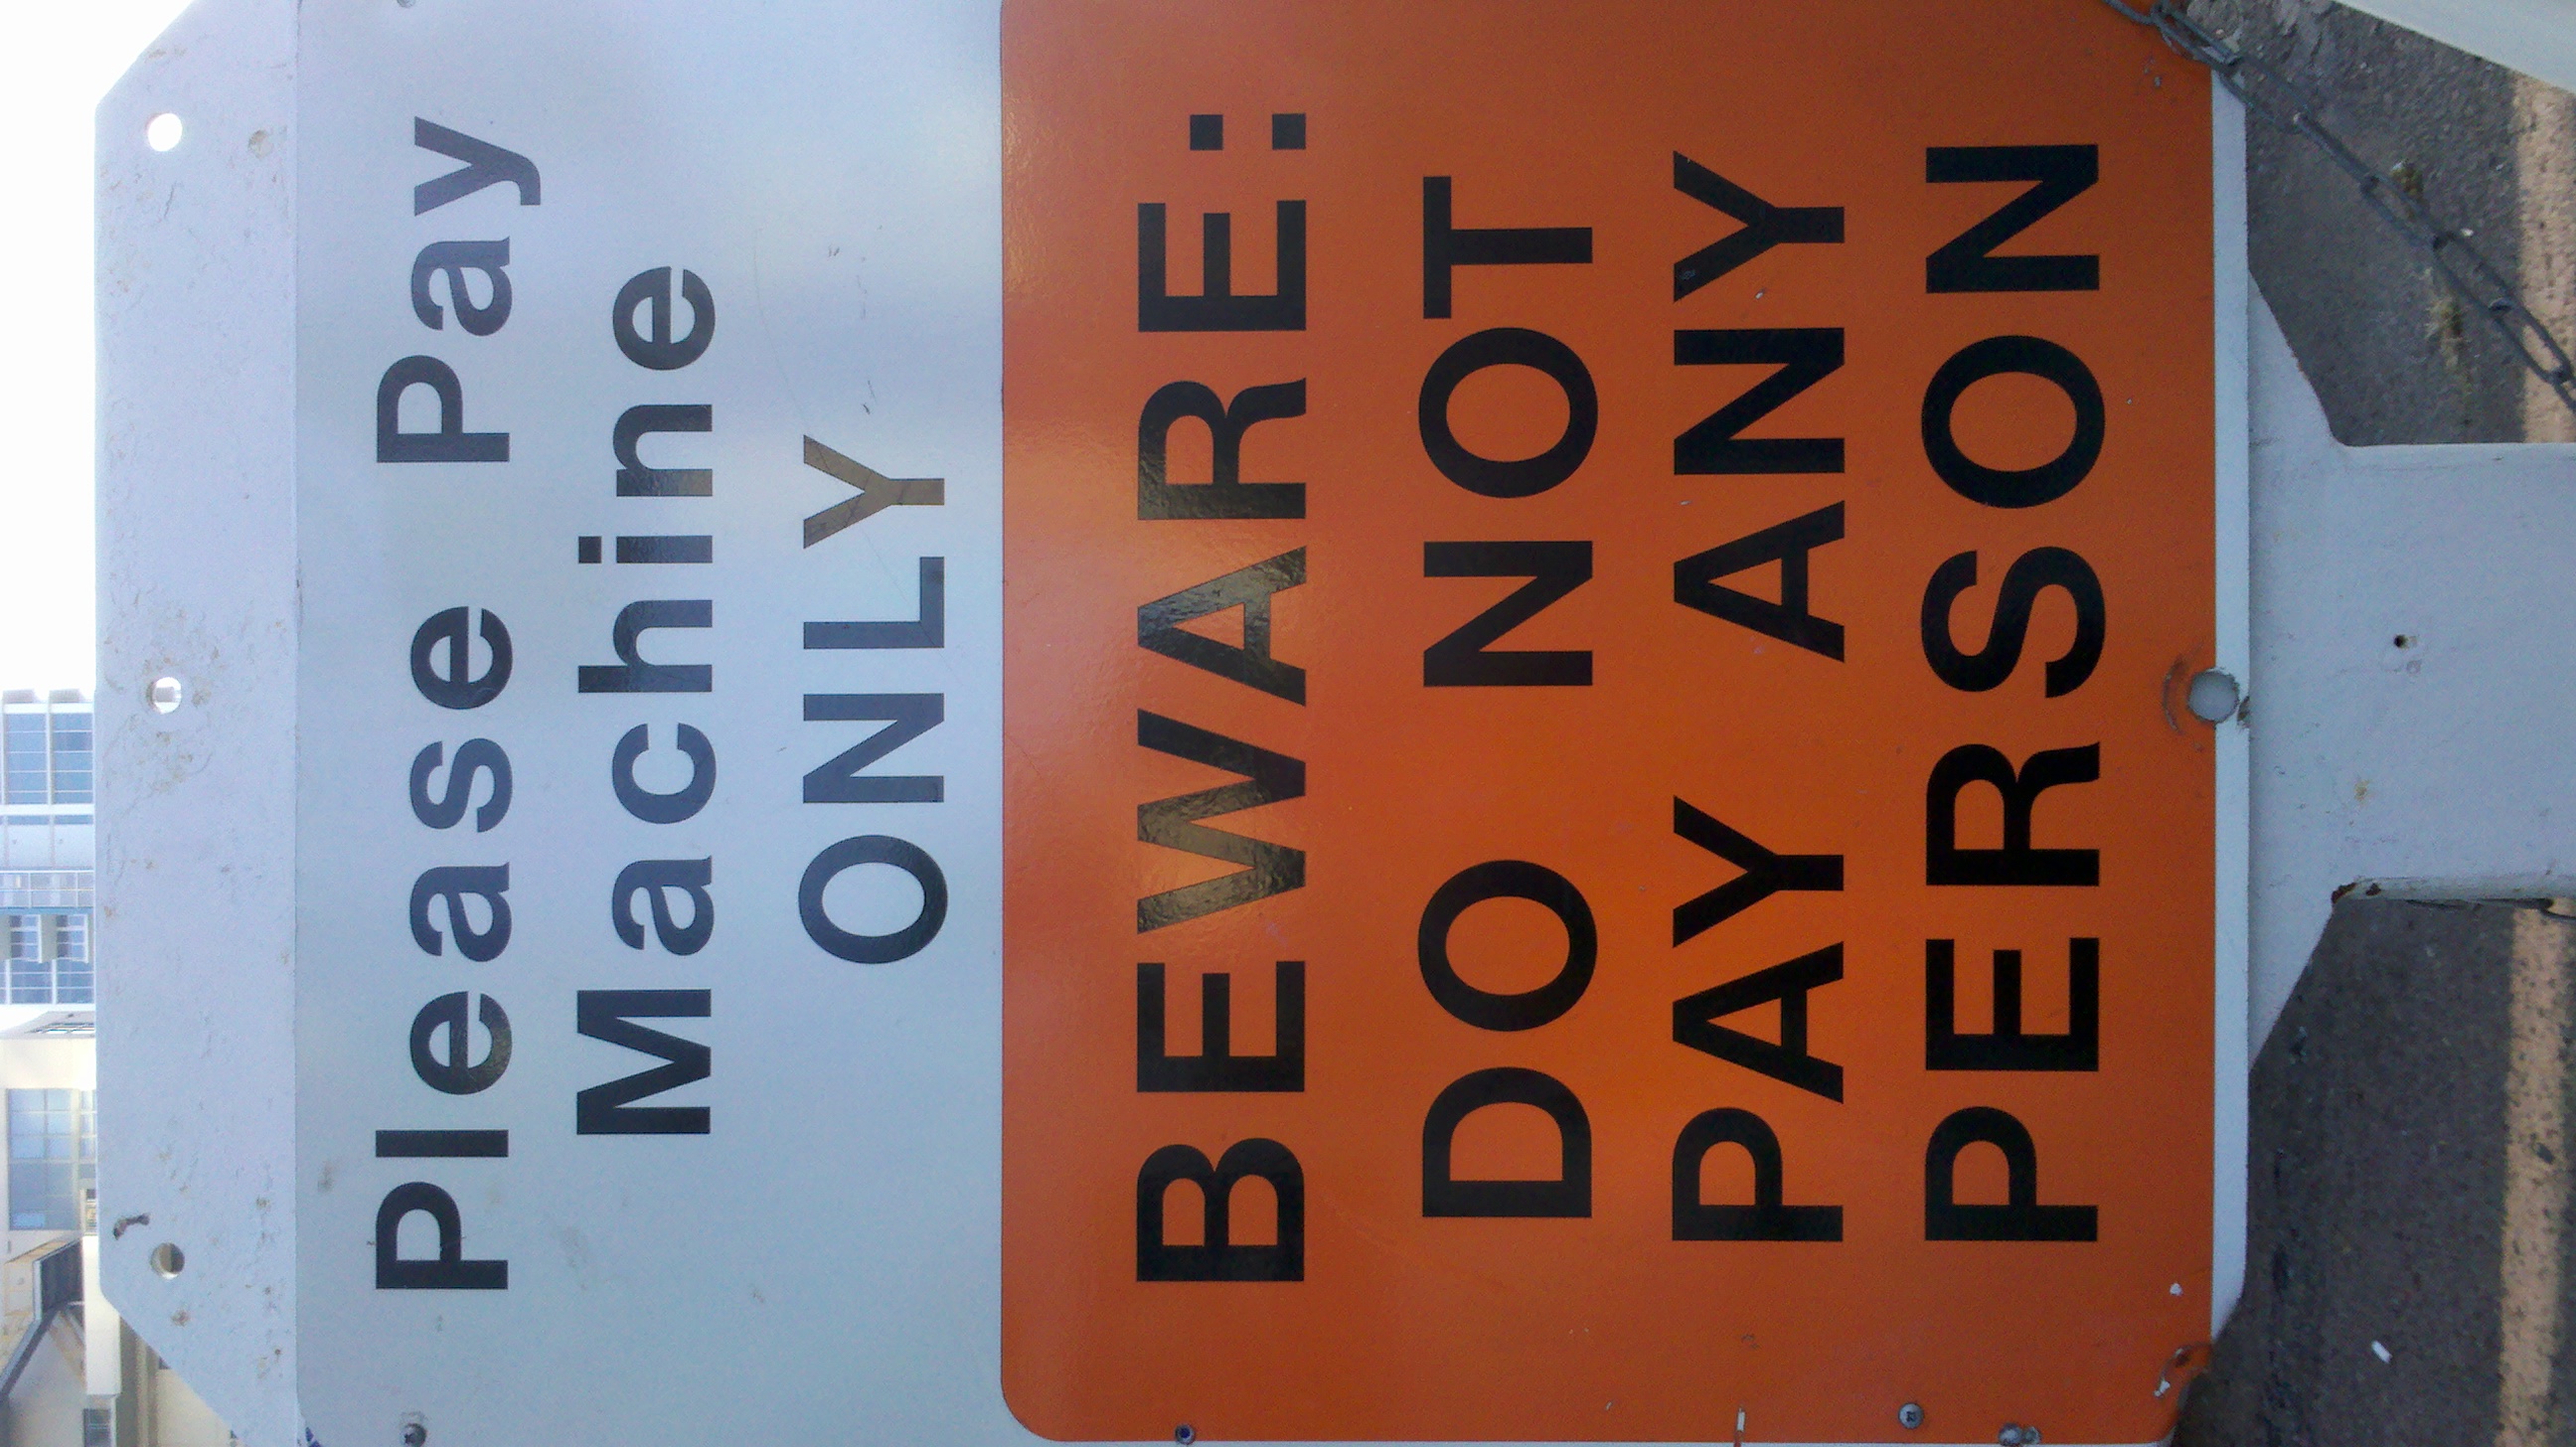 Please Pay
Machine
ONLY
BEWARE:
DO NOT
PAY ANY
PERSON